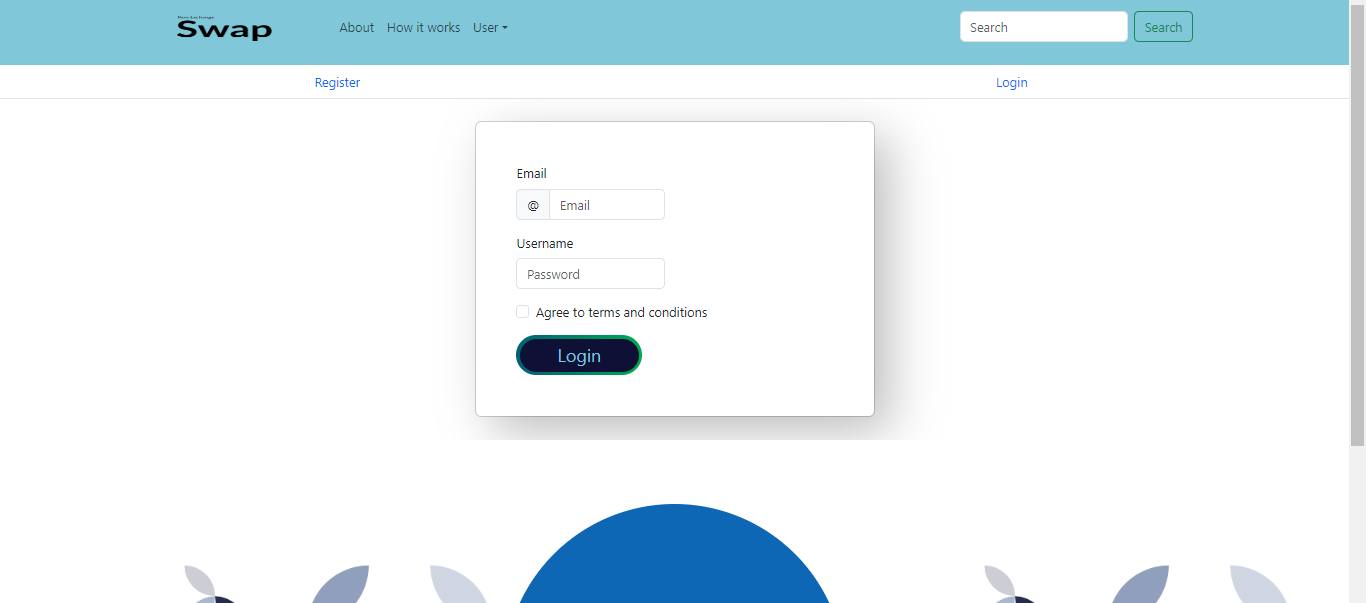 Swap
About How it works User
Search Search
Register Login
Email
@ Email
Username
Password
Agree to terms and conditions
Login